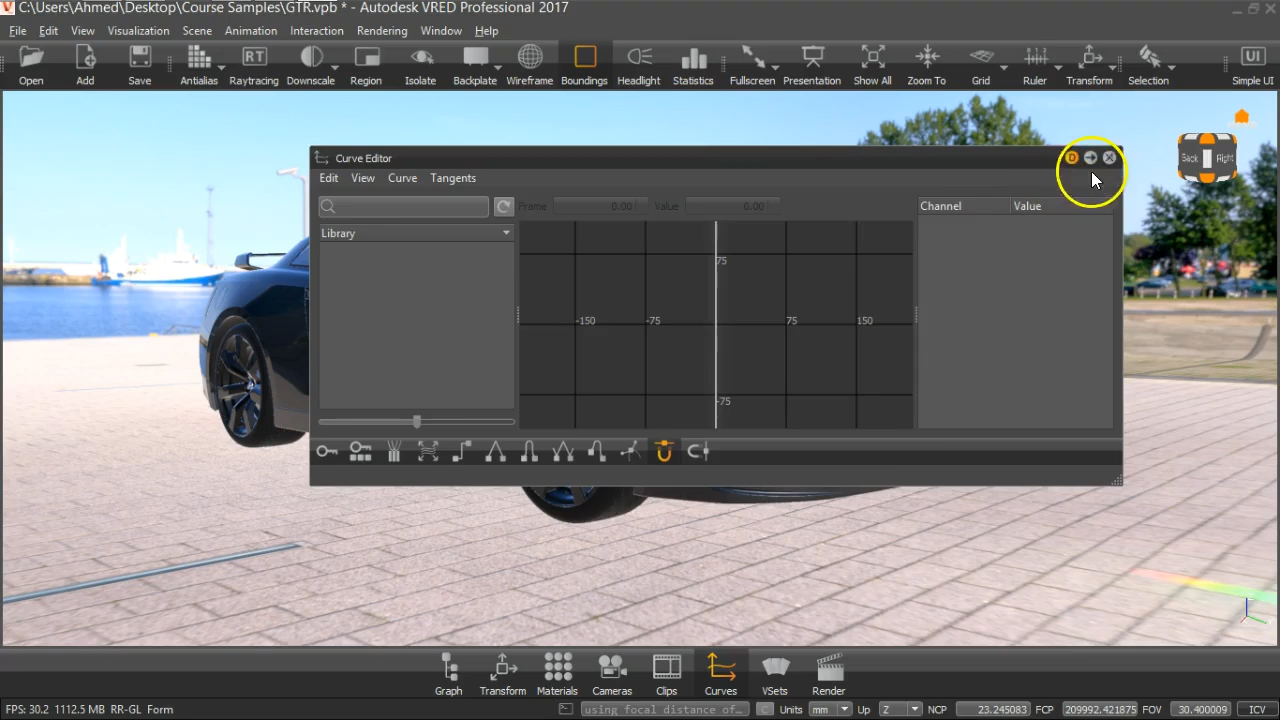 C:\Users\Ahmed\Desktop\Course Samples\GTR.vpb * - Autodesk VRED Professional 2017
File Edit View Visualization Scene Animation Interaction Rendering Window Help
RT UI
Open Add Save Antialias Raytracing Downscale Region Isolate Backplate Wireframe Boundings Headlight Statistics Fullscreen Presentation Show All Zoom To Grid Ruler Transform Selection Simple UI
Curve Editor D
Back Right
Edit View Curve Tangents
Frame 0.00 Value 0.00 Channel Value
Library
75
-150 -75 75 150
-75
Graph Transform Materials Cameras Clips Curves VSets Render
FPS: 30.2 1112.5 MB RR-GL Form using focal distance of... C Units mm Up Z NCP 23.245083 FCP 209992.421875 FOV 30.400009 ICV